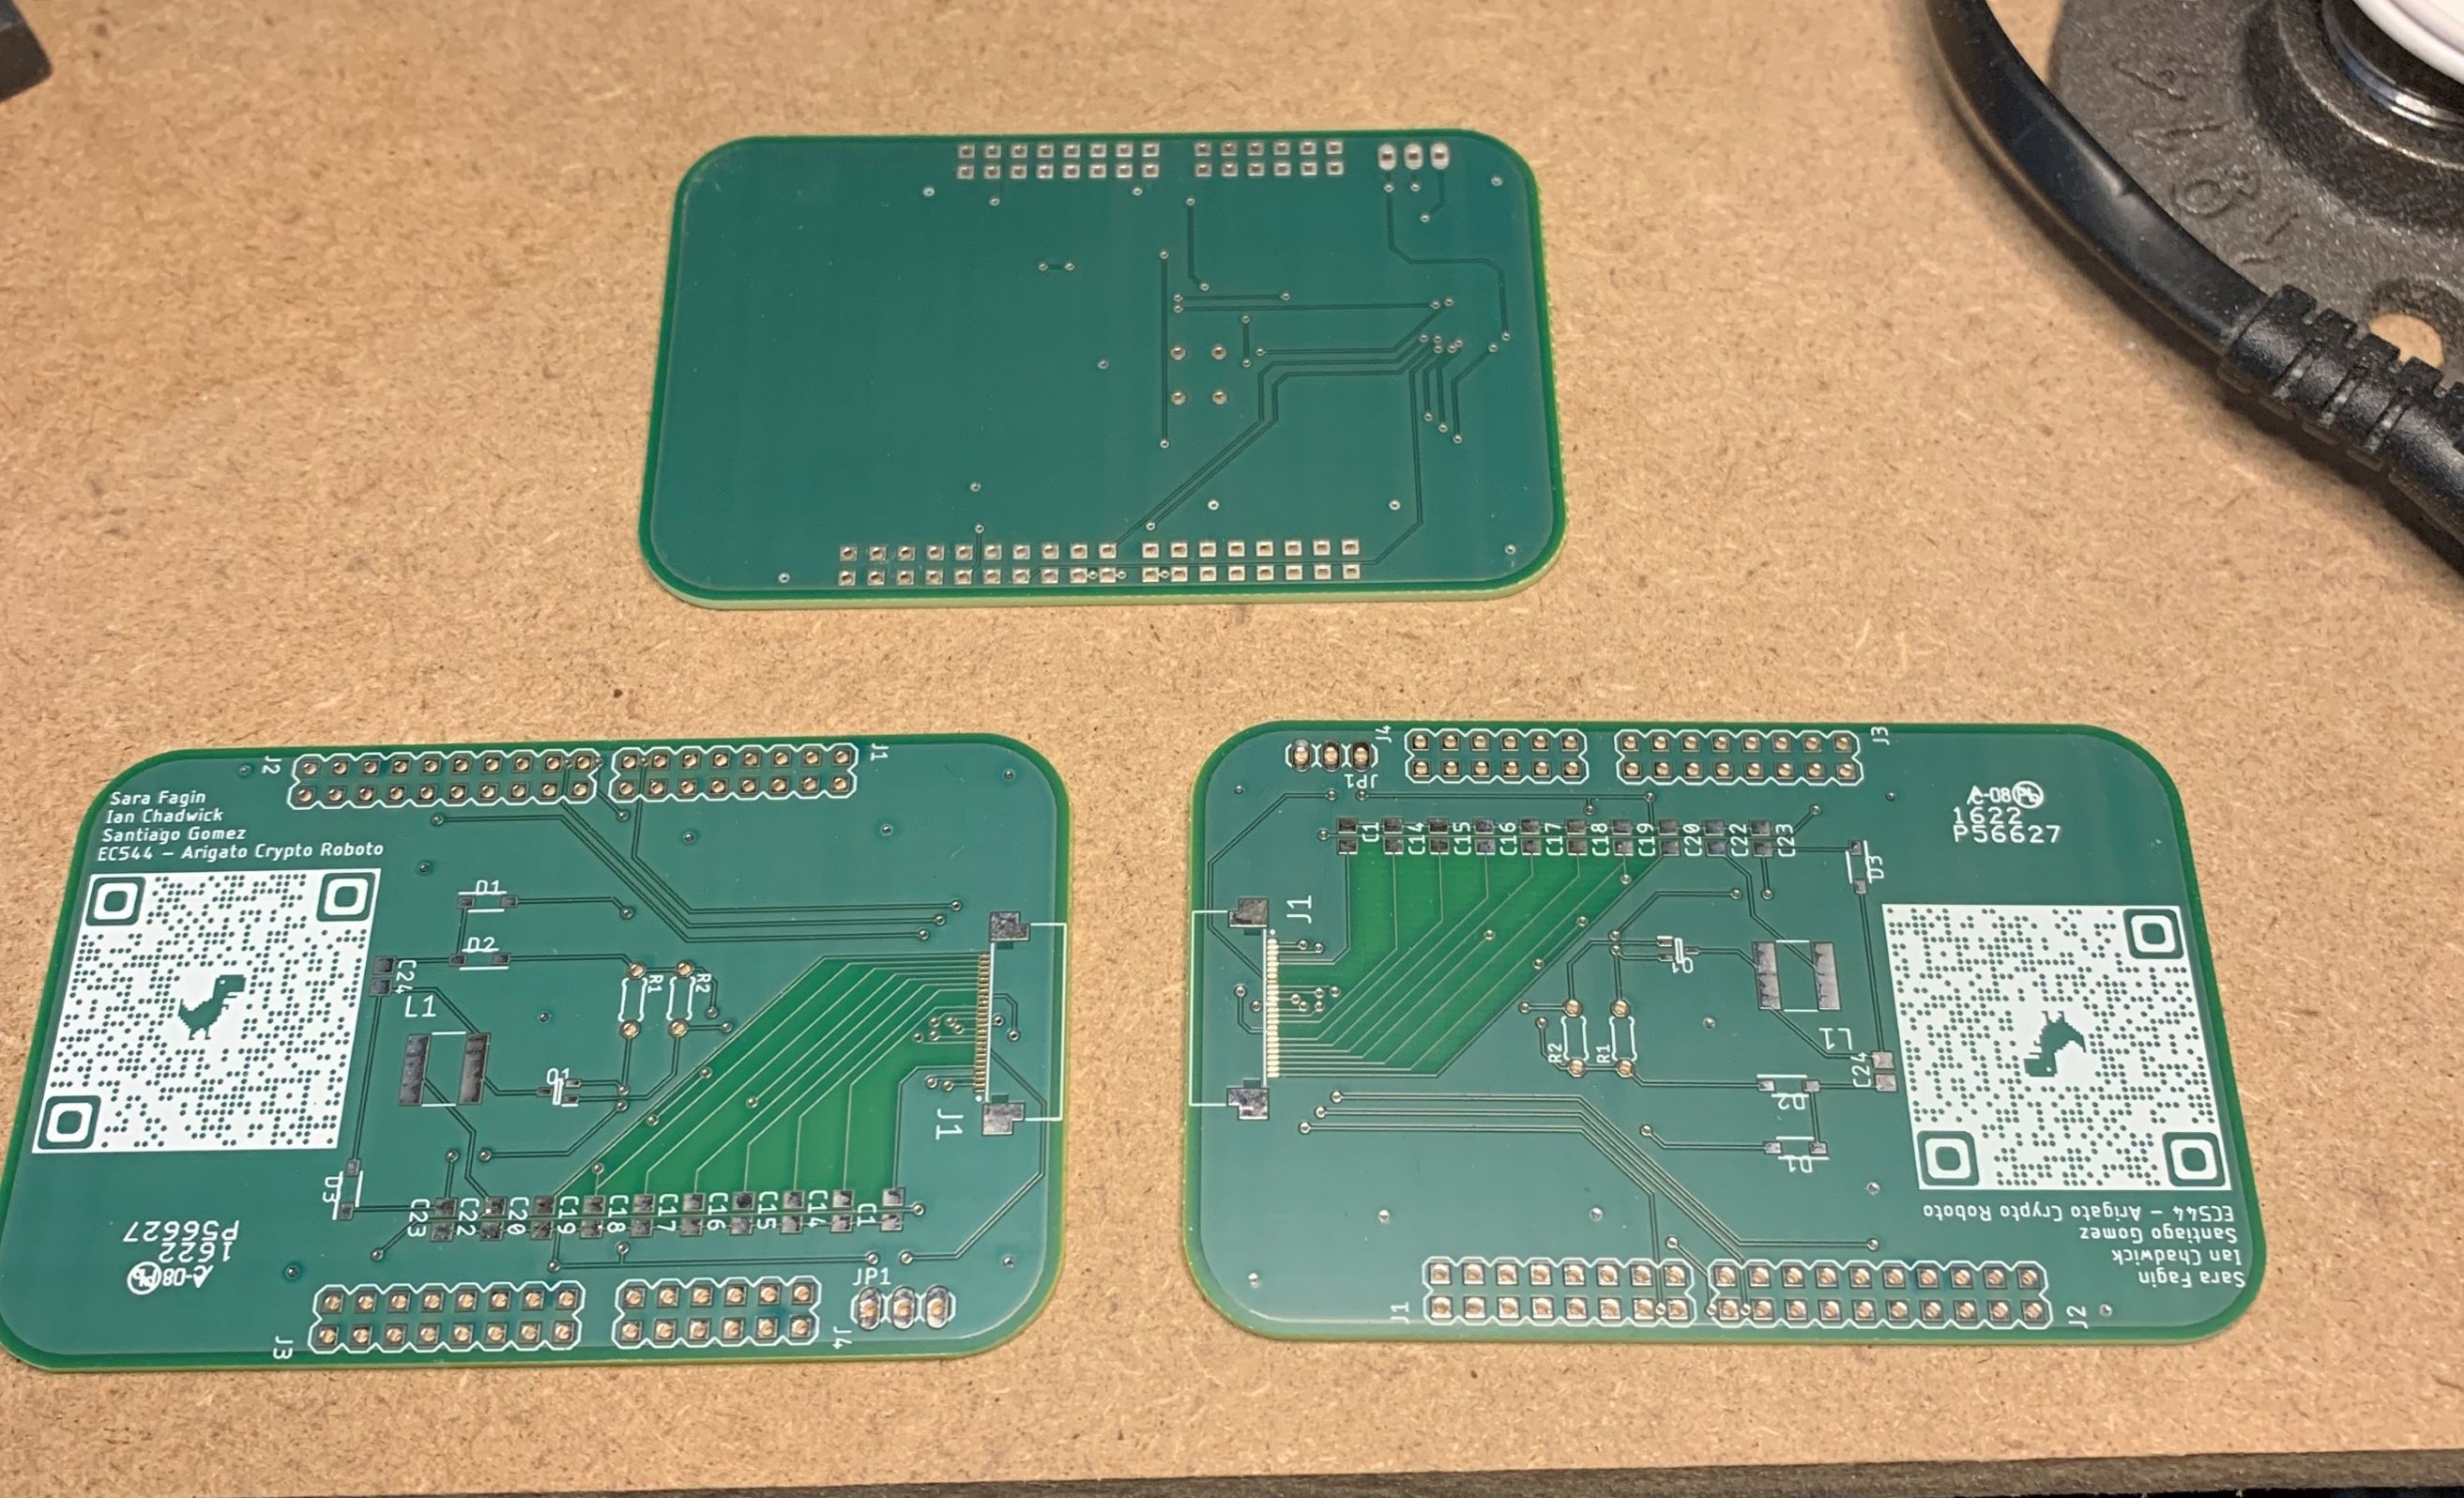 J2
J1
Sara Fagin
Ian Chadwick
Santiago Gomez
EC544 – Arigato Crypto Roboto
D1
D2
C24
L1
R1
R2
Q1
J1
D3
C23
C22
C20
C19
C18
C17
C16
C15
C14
C1
P56627
1622
-08 Pb
JP1
J3
J4
J4
J3
JP1
-08 Pb
1622
P56627
C1
C14
C15
C16
C17
C18
C19
C20
C22
C23
D3
J1
Q1
L1
R2
R1
C24
D2
D1
EC544 – Arigato Crypto Roboto
Santiago Gomez
Ian Chadwick
Sara Fagin
J1
J2